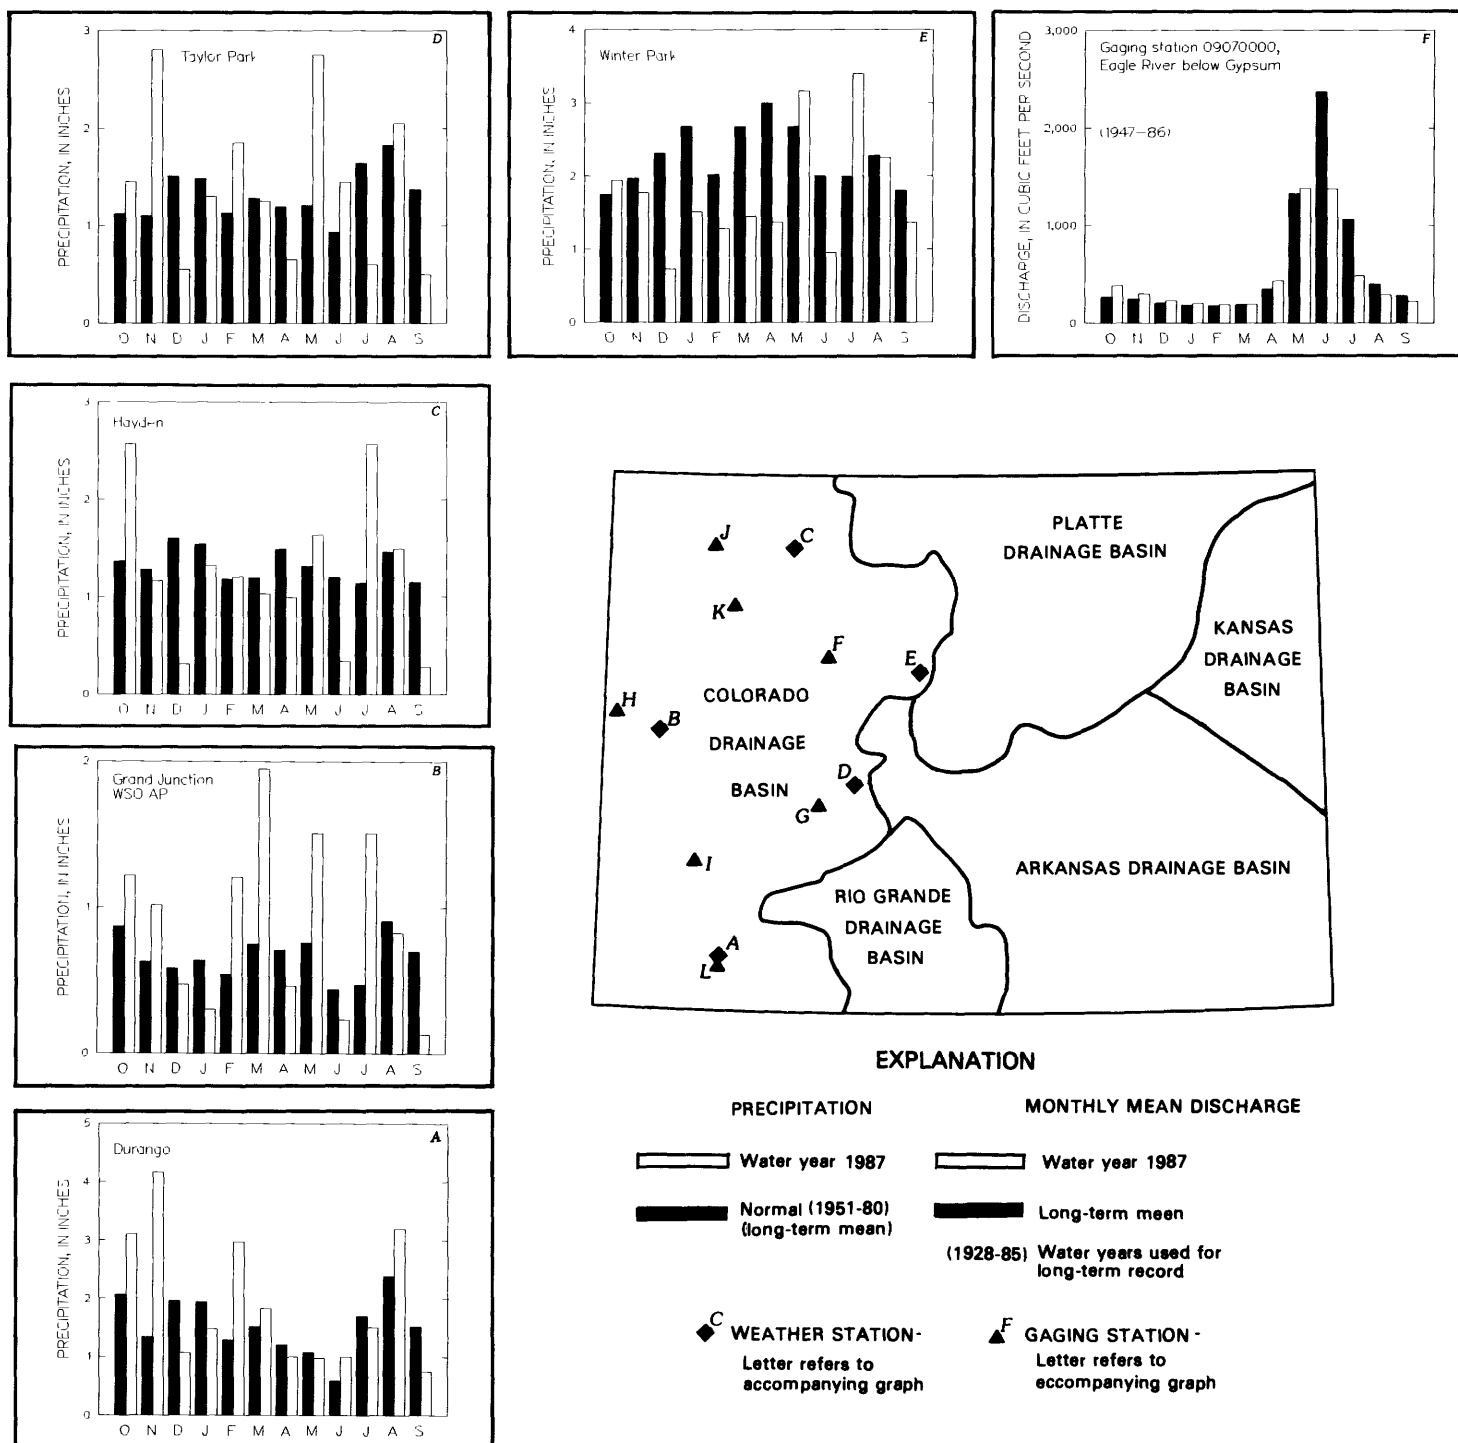 D
Taylor Park
PRECIPITATION, IN INCHES
3
2
1
0
O N D J F M A M J J A S
E
Winter Park
PRECIPITATION, IN INCHES
4
3
2
1
0
O N D J F M A M J J A S
F
Gaging station 09070000,
Eagle River below Gypsum
(1947-86)
DISCHARGE, IN CUBIC FEET PER SECOND
3,000
2,000
1,000
0
O N D J F M A M J J A S
C
Hayden
PRECIPITATION, IN INCHES
3
2
1
0
O N D J F M A M J J A S
B
Grand Junction
WSO AP
PRECIPITATION, IN INCHES
2
1
0
O N D J F M A M J J A S
A
Durango
PRECIPITATION, IN INCHES
5
4
3
2
1
0
O N D J F M A M J J A S
J
C
K
F
E
H
B
D
G
I
A
L
PLATTE
DRAINAGE BASIN
KANSAS
DRAINAGE
BASIN
COLORADO
DRAINAGE
BASIN
ARKANSAS DRAINAGE BASIN
RIO GRANDE
DRAINAGE
BASIN
EXPLANATION
PRECIPITATION
Water year 1987
Normal (1951-80)
(long-term mean)
MONTHLY MEAN DISCHARGE
Water year 1987
Long-term meen
(1928-85) Water years used for
long-term record
C
WEATHER STATION-
Letter refers to
accompanying graph
F
GAGING STATION -
Letter refers to
eccompanying graph